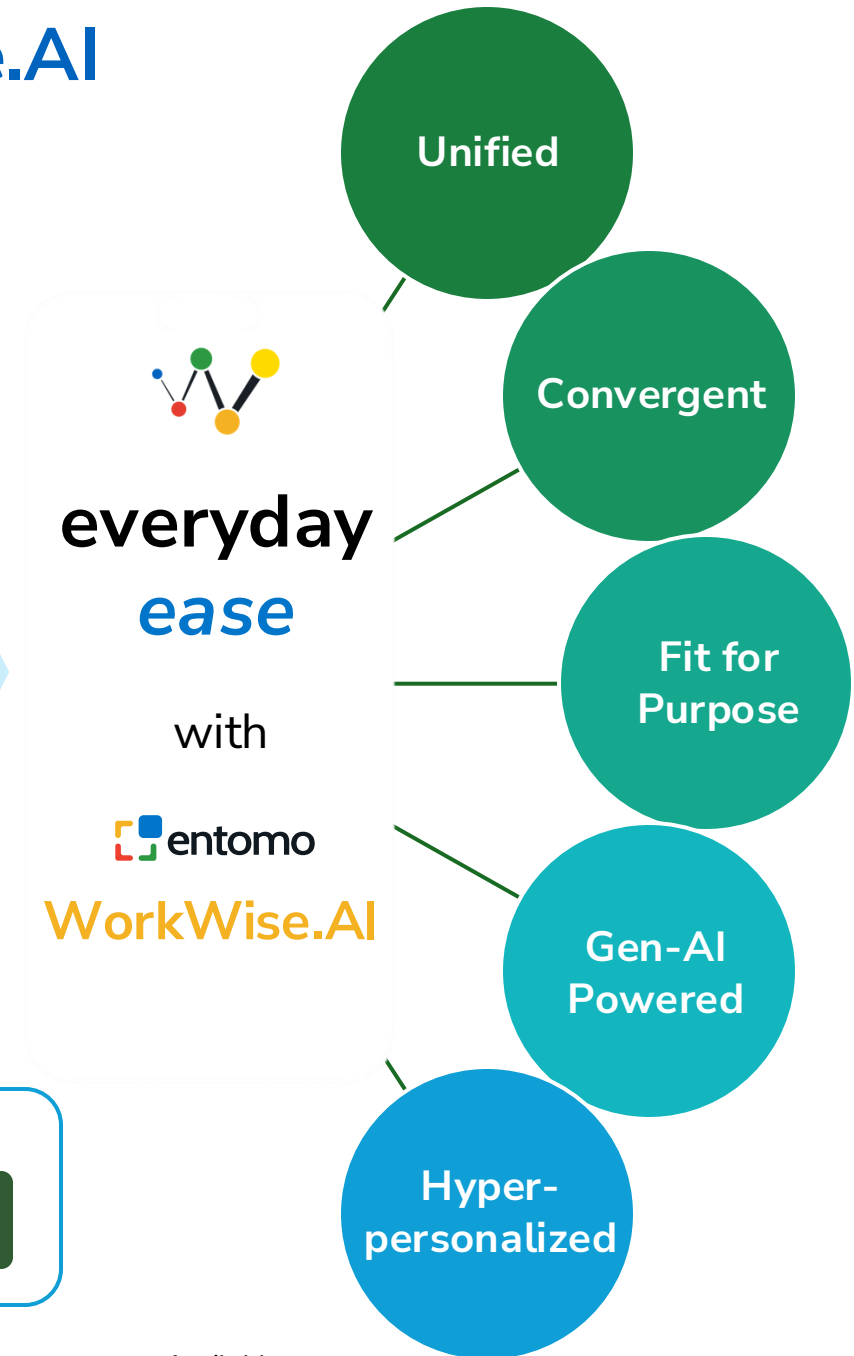 e.AI
Unified
Convergent
everyday
ease
Fit for
Purpose
with
entomo
WorkWise.AI
Gen-AI
Powered
Hyper-
personalized